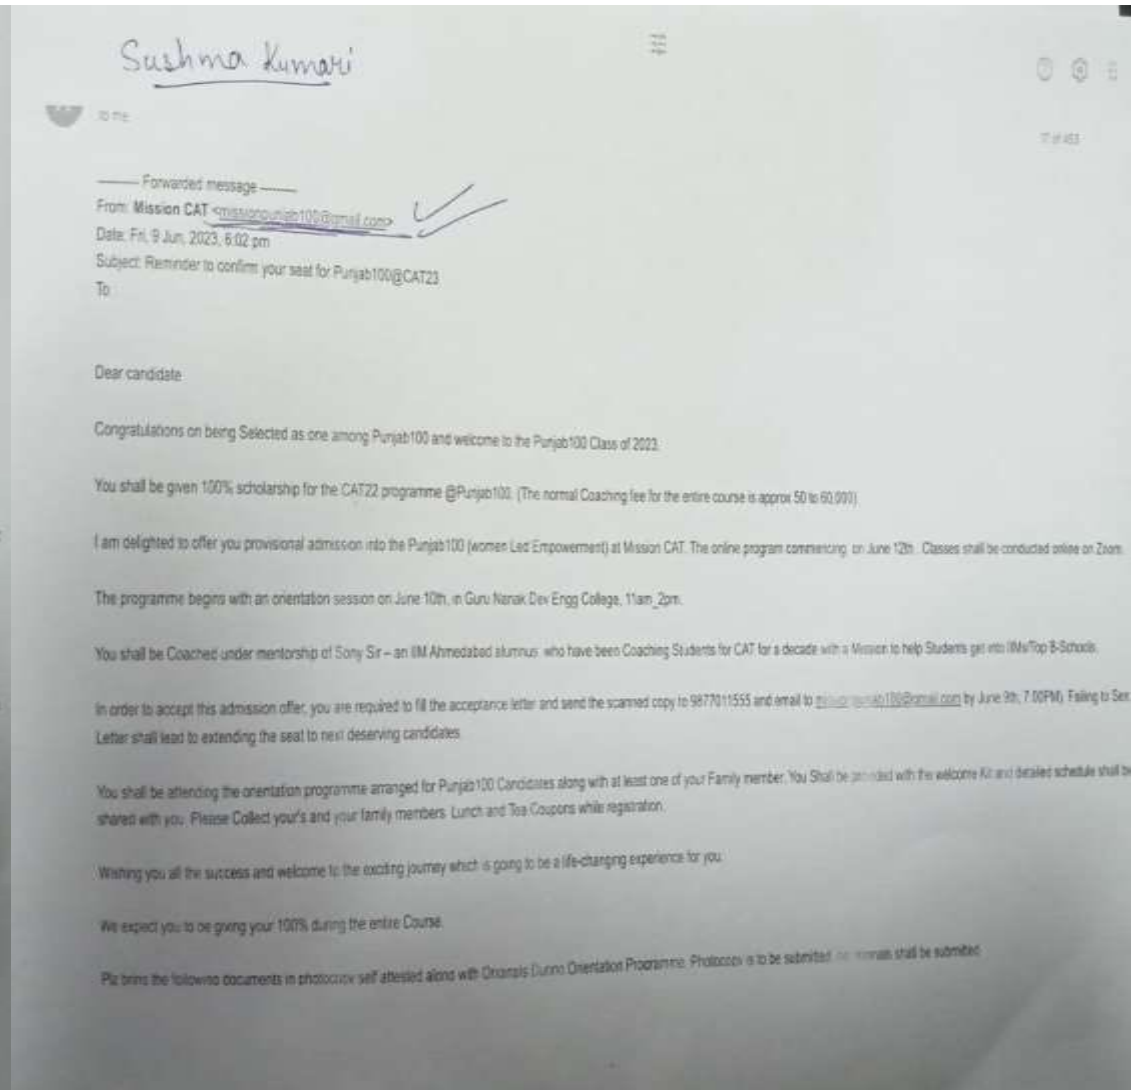 Sushma Kumari
to me
17 of 453
Forwarded message
From: Mission CAT <missionpunjab100@gmail.com>
Date: Fri, 9 Jun, 2023, 6:02 pm
Subject: Reminder to confirm your seat for Punjab100@CAT23
To
Dear candidate
Congratulations on being Selected as one among Punjab100 and welcome to the Punjab100 Class of 2023.
You shall be given 100% scholarship for the CAT22 programme @Punjab100. (The normal Coaching fee for the entire course is approx 50 to 60,000)
I am delighted to offer you provisional admission into the Punjab100 (women Led Empowerment) at Mission CAT. The online program commencing on June 12th. Classes shall be conducted online on Zoom.
The programme begins with an orientation session on June 10th, in Guru Nanak Dev Engg College, 11am_2pm.
You shall be Coached under mentorship of Sony Sir – an IIM Ahmedabad alumnus who have been Coaching Students for CAT for a decade with a Mission to help Students get into IIMs/Top B-Schools.
In order to accept this admission offer, you are required to fill the acceptance letter and send the scanned copy to 9877011555 and email to missionpunjab100@gmail.com by June 9th, 7.00PM). Failing to
Letter shall lead to extending the seat to next deserving candidates
You shall be attending the orientation programme arranged for Punjab100 Candidates along with at least one of your Family member. You Shall be provided with the welcome Kit and detailed schedule shall be
shared with you. Please Collect your's and your family members Lunch and Tea Coupons while registration.
Wishing you all the success and welcome to the exciting journey which is going to be a life-changing experience for you.
We expect you to be giving your 100% during the entire Course.
Plz bring the following documents in photocopy self attested along with Originals During Orientation Programme. Photocopy is to be submitted shall be submitted